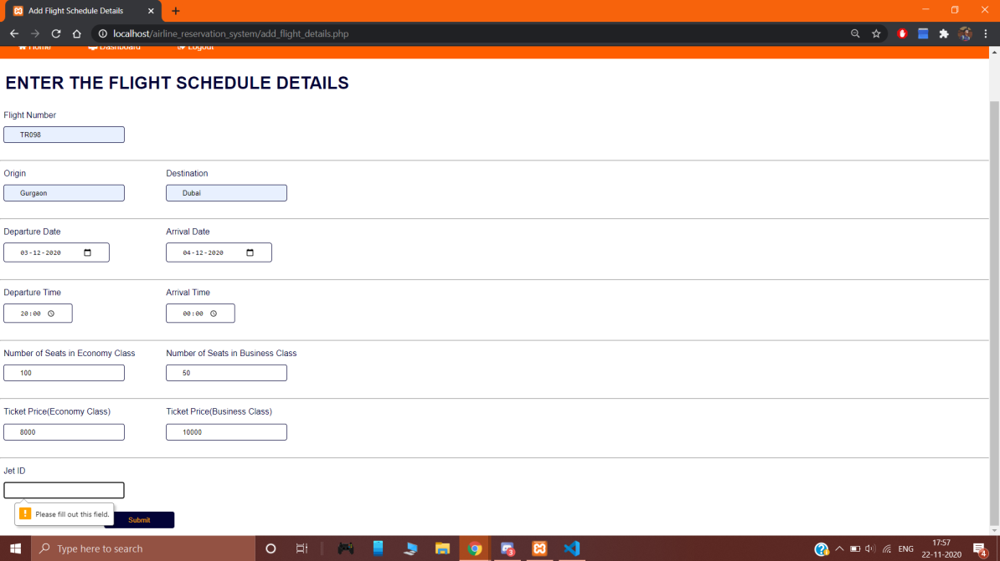 Add Flight Schedule Details
localhost/airline_reservation_system/add_flight_details.php
Home Dashboard Logout
ENTER THE FLIGHT SCHEDULE DETAILS
Flight Number
TR098
Origin Destination
Gurgaon Dubai
Departure Date Arrival Date
03-12-2020 04-12-2020
Departure Time Arrival Time
20:00 00:00
Number of Seats in Economy Class Number of Seats in Business Class
100 50
Ticket Price(Economy Class) Ticket Price(Business Class)
8000 10000
Jet ID
Please fill out this field.
Submit
Type here to search
3
ENG
17:57
22-11-2020
4